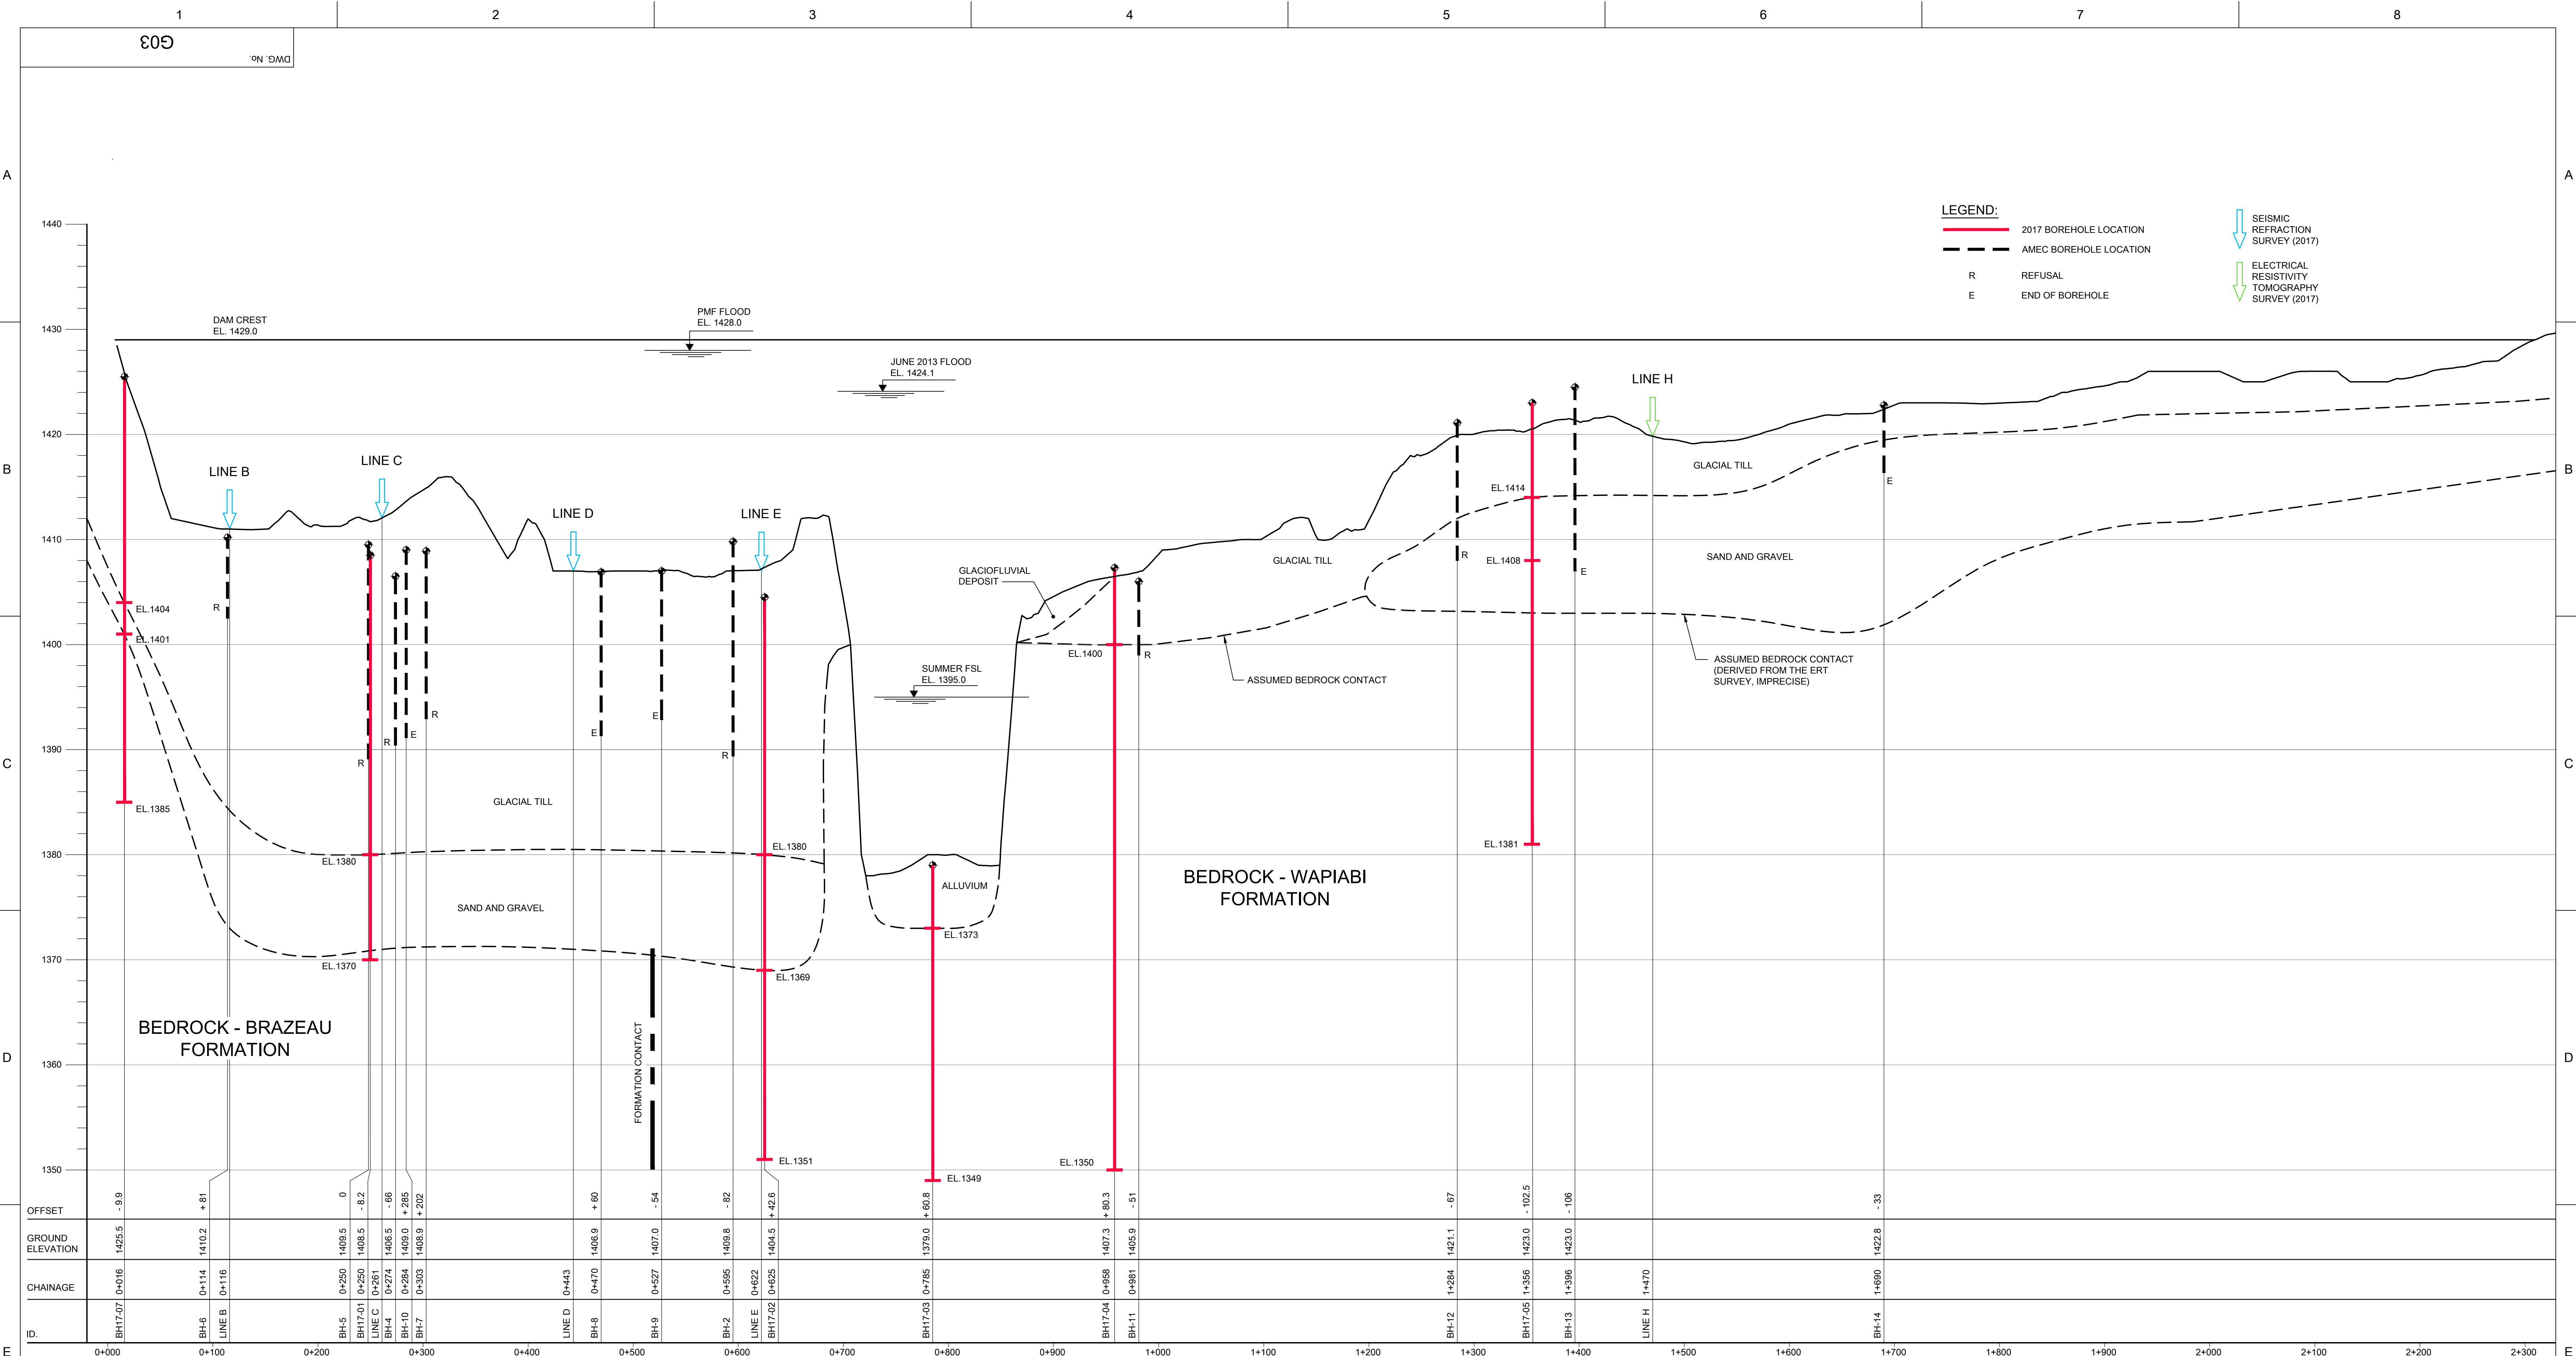 1 2 3 4 5 6 7 8
G03
DWG. No.
A A
B B
C C
D D
E E
LEGEND:
2017 BOREHOLE LOCATION
AMEC BOREHOLE LOCATION
R REFUSAL
E END OF BOREHOLE
SEISMIC
REFRACTION
SURVEY (2017)
ELECTRICAL
RESISTIVITY
TOMOGRAPHY
SURVEY (2017)
1440
1430
1420
1410
1400
1390
1380
1370
1360
1350
DAM CREST
EL. 1429.0
PMF FLOOD
EL. 1428.0
JUNE 2013 FLOOD
EL. 1424.1
SUMMER FSL
EL. 1395.0
LINE B
LINE C
LINE D
LINE E
LINE H
EL.1404
EL.1401
EL.1385
R
R
R
E
R
E
E
R
R
R
E
E
EL.1380
EL.1370
EL.1380
EL.1369
EL.1351
EL.1373
EL.1349
EL.1400
EL.1350
EL.1414
EL.1408
EL.1381
GLACIAL TILL
SAND AND GRAVEL
ALLUVIUM
GLACIOFLUVIAL
DEPOSIT
GLACIAL TILL
GLACIAL TILL
SAND AND GRAVEL
ASSUMED BEDROCK CONTACT
ASSUMED BEDROCK CONTACT
(DERIVED FROM THE ERT
SURVEY, IMPRECISE)
BEDROCK - BRAZEAU
FORMATION
FORMATION CONTACT
BEDROCK - WAPIABI
FORMATION
OFFSET - 9.9 + 81 0 - 8.2 - 66 + 285 + 202 + 60 - 54 - 82 + 42.6 + 60.8 + 80.3 - 51 - 67 - 102.5 - 106 - 33
GROUND
ELEVATION 1425.5 1410.2 1409.5 1408.5 1406.5 1409.0 1408.9 1406.9 1407.0 1409.8 1404.5 1379.0 1407.3 1405.9 1421.1 1423.0 1423.0 1422.8
CHAINAGE 0+016 0+114 0+116 0+250 0+250 0+261 0+274 0+284 0+303 0+443 0+470 0+527 0+595 0+622 0+625 0+785 0+958 0+981 1+284 1+356 1+396 1+470 1+690
ID. BH17-07 BH-6 LINE B BH-5 BH17-01 LINE C BH-4 BH-10 BH-7 LINE D BH-8 BH-9 BH-2 LINE E BH17-02 BH17-03 BH17-04 BH-11 BH-12 BH17-05 BH-13 LINE H BH-14
0+000 0+100 0+200 0+300 0+400 0+500 0+600 0+700 0+800 0+900 1+000 1+100 1+200 1+300 1+400 1+500 1+600 1+700 1+800 1+900 2+000 2+100 2+200 2+300